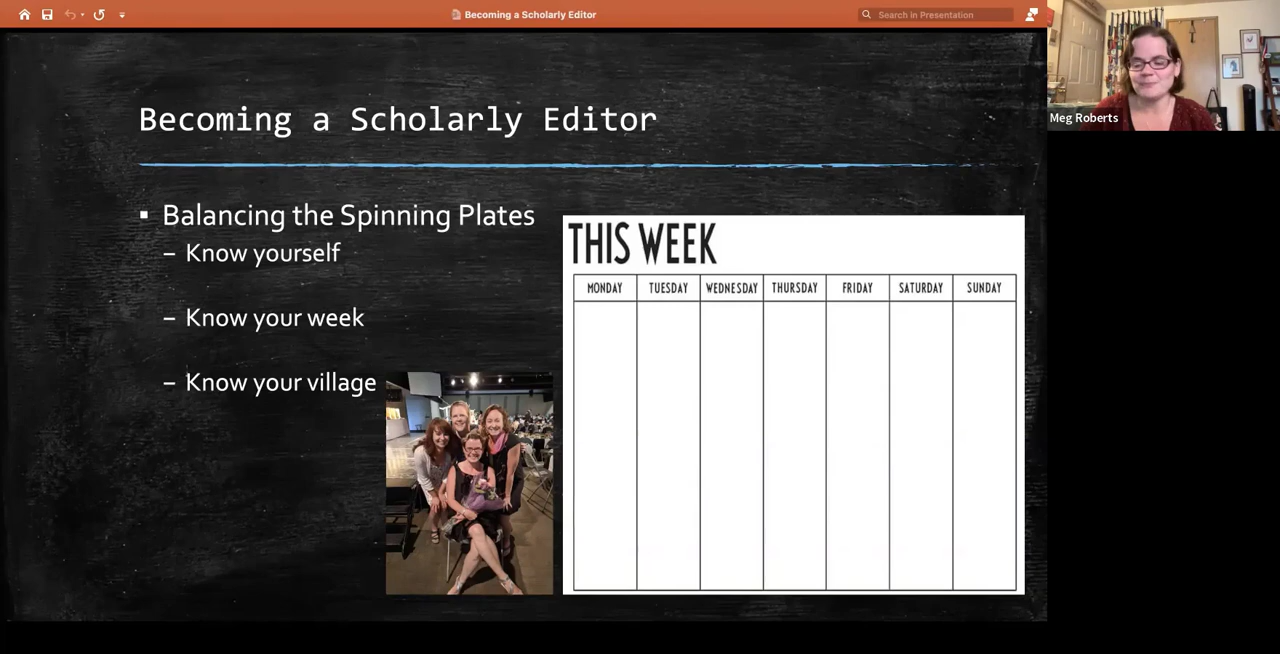 Becoming a Scholarly Editor
Search in Presentation
Meg Roberts
Becoming a Scholarly Editor
▪ Balancing the Spinning Plates
– Know yourself
– Know your week
– Know your village
THIS WEEK
MONDAY TUESDAY WEDNESDAY THURSDAY FRIDAY SATURDAY SUNDAY